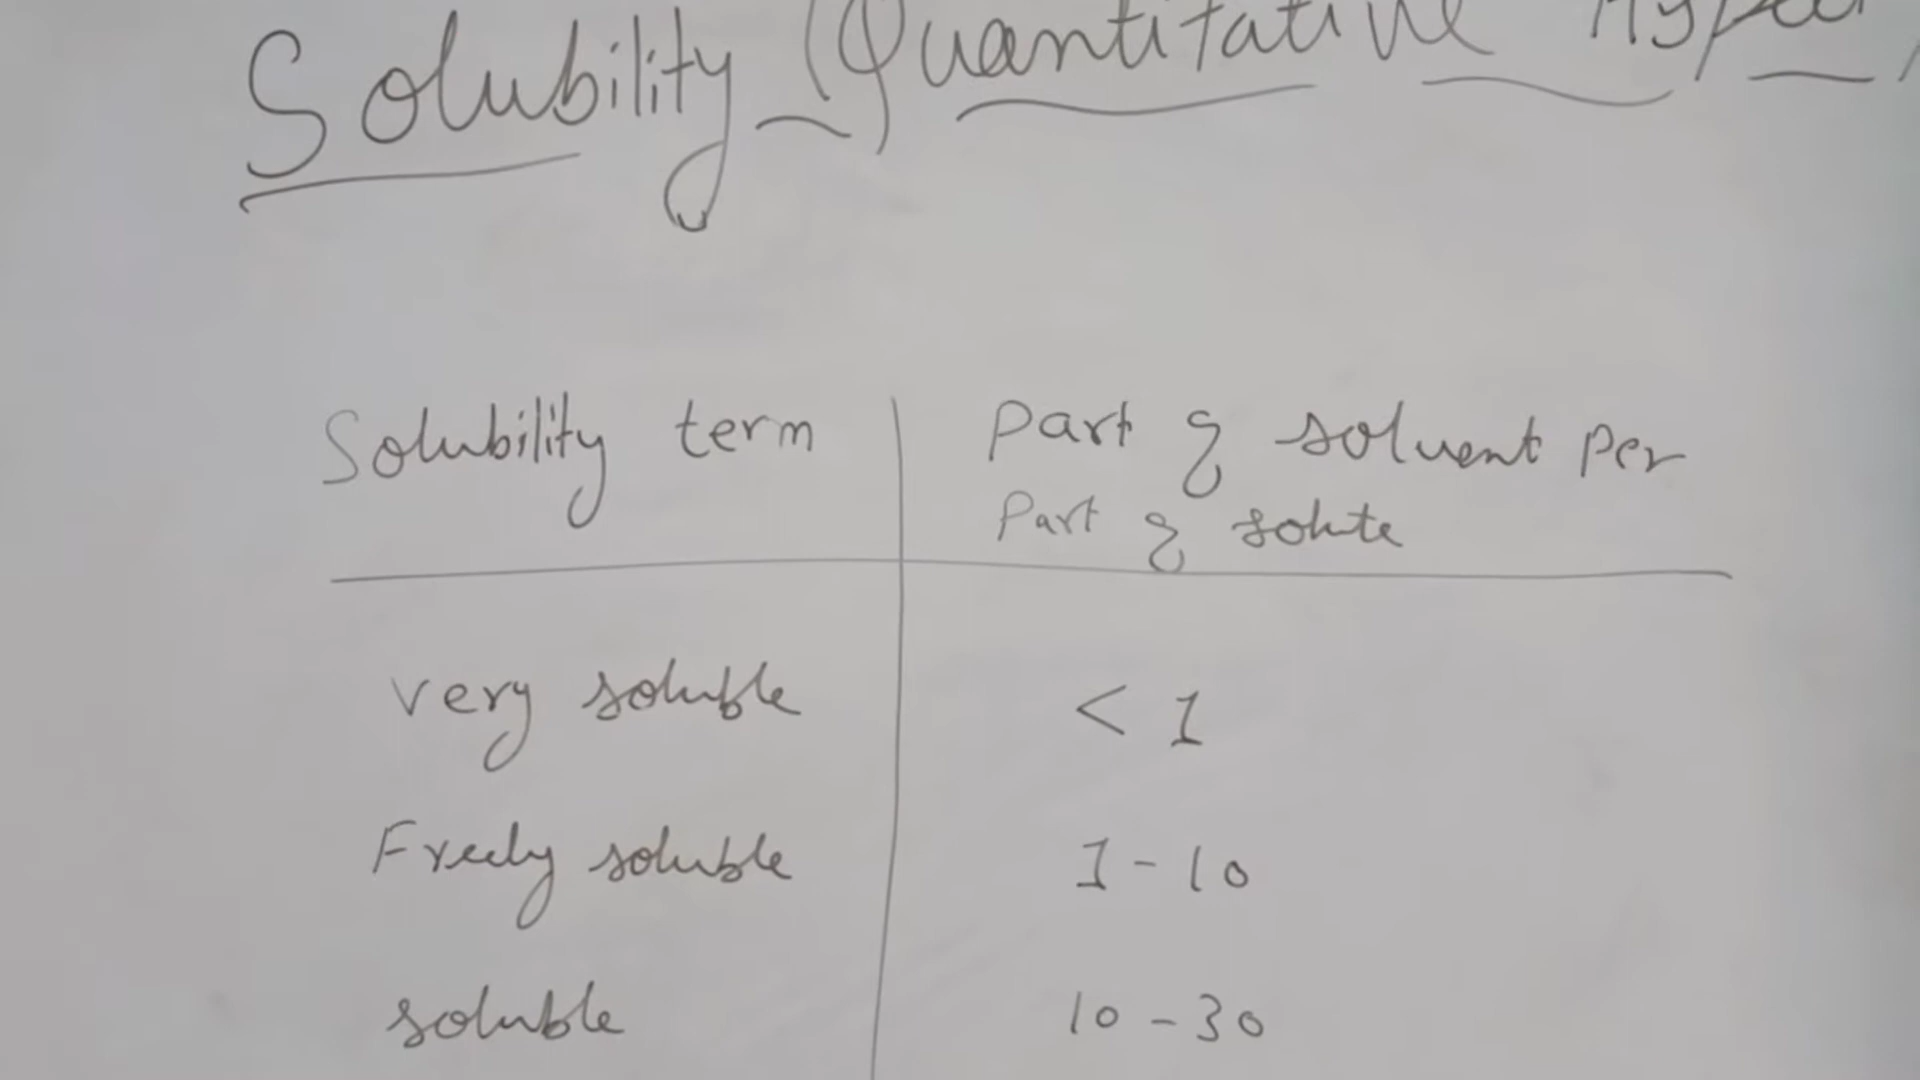 Solubility (Quantitative
Solubility term
Part of solvent per
Part of solute
very soluble
< 1
Freely soluble
1 - 10
soluble
10 - 30